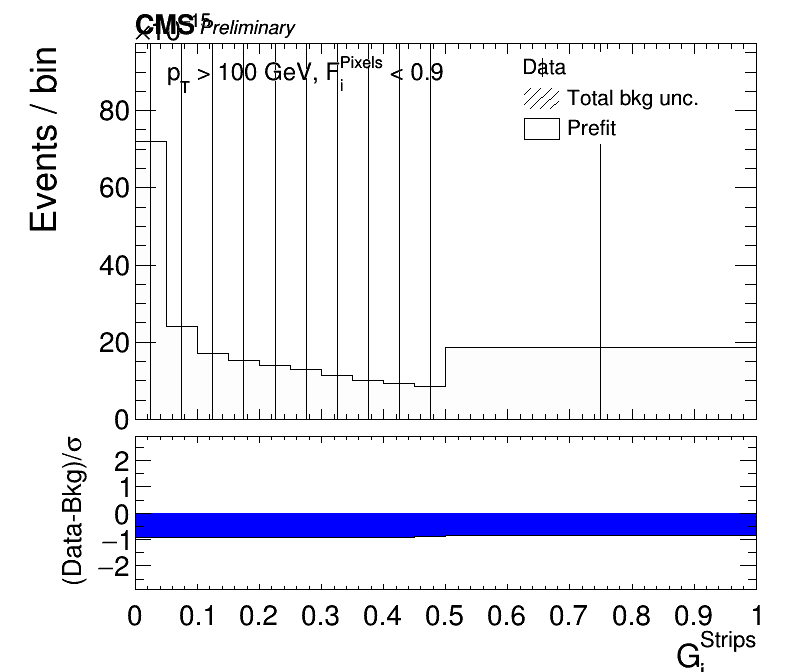 CMS Preliminary
×10^15
p_T > 100 GeV, F_i^Pixels < 0.9
Data
Total bkg unc.
Prefit
Events / bin
80
60
40
20
0
(Data-Bkg)/σ
2
1
0
−1
−2
0 0.1 0.2 0.3 0.4 0.5 0.6 0.7 0.8 0.9 1
G_i^Strips